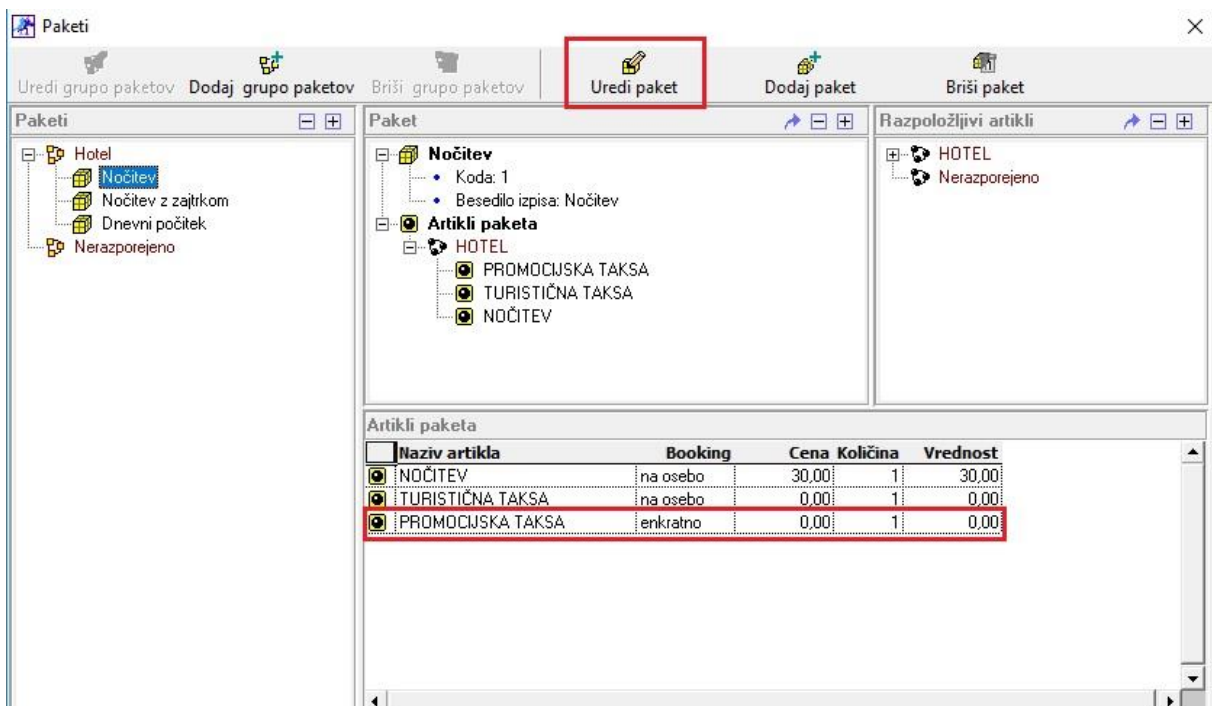 Paketi
Uredi grupo paketov Dodaj grupo paketov Briši grupo paketov Uredi paket Dodaj paket Briši paket
Paketi
Hotel
Nočitev
Nočitev z zajtrkom
Dnevni počitek
Nerazporejeno
Paket
Nočitev
Koda: 1
Besedilo izpisa: Nočitev
Artikli paketa
HOTEL
PROMOCIJSKA TAKSA
TURISTIČNA TAKSA
NOČITEV
Razpoložljivi artikli
HOTEL
Nerazporejeno
Artikli paketa
Naziv artikla Booking Cena Količina Vrednost
NOČITEV na osebo 30,00 1 30,00
TURISTIČNA TAKSA na osebo 0,00 1 0,00
PROMOCIJSKA TAKSA enkratno 0,00 1 0,00